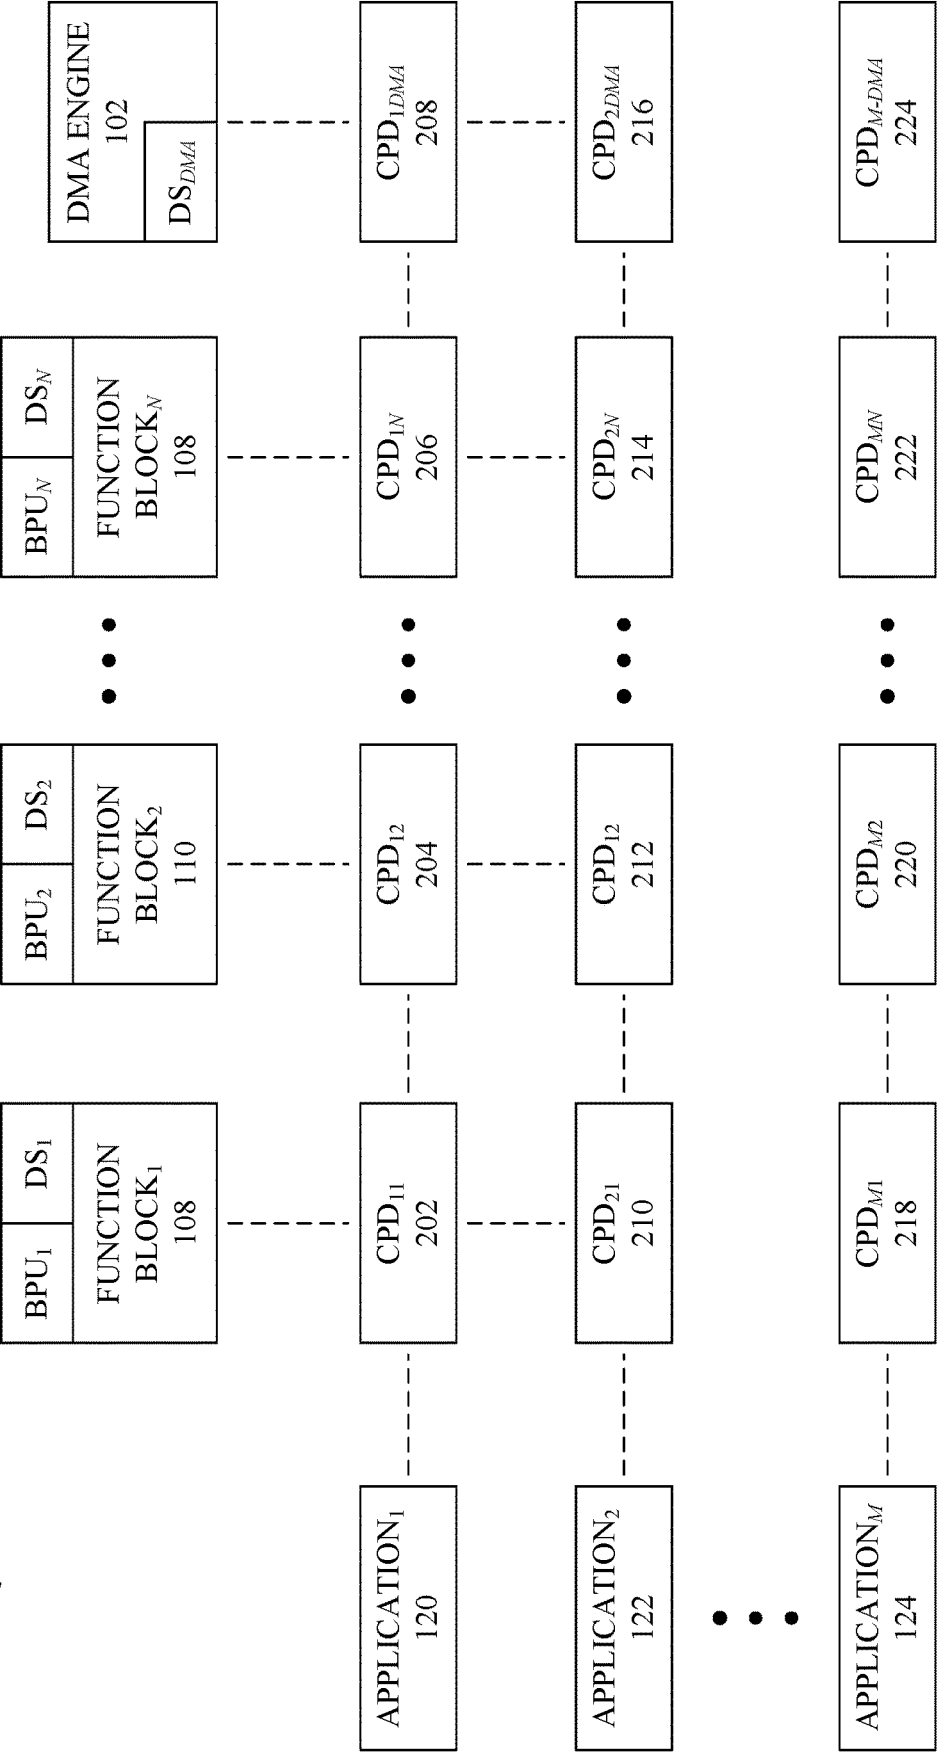 BPU1
DS1
FUNCTION
BLOCK1
108
BPU2
DS2
FUNCTION
BLOCK2
110
BPUN
DSN
FUNCTION
BLOCKN
108
DMA ENGINE
102
DSDMA
APPLICATION1
120
CPD11
202
CPD12
204
CPD1N
206
CPD1DMA
208
APPLICATION2
122
CPD21
210
CPD12
212
CPD2N
214
CPD2DMA
216
APPLICATIONM
124
CPDM1
218
CPDM2
220
CPDMN
222
CPDM-DMA
224